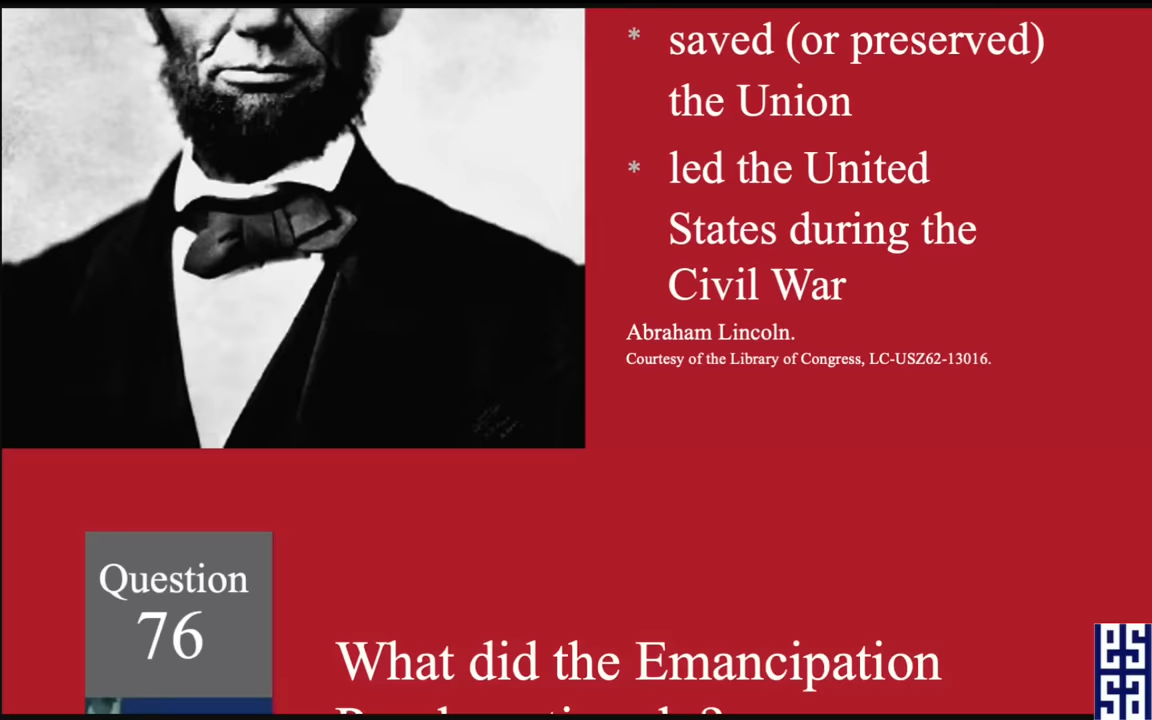 * saved (or preserved)
the Union
* led the United
States during the
Civil War
Abraham Lincoln.
Courtesy of the Library of Congress, LC-USZ62-13016.
Question
76
What did the Emancipation